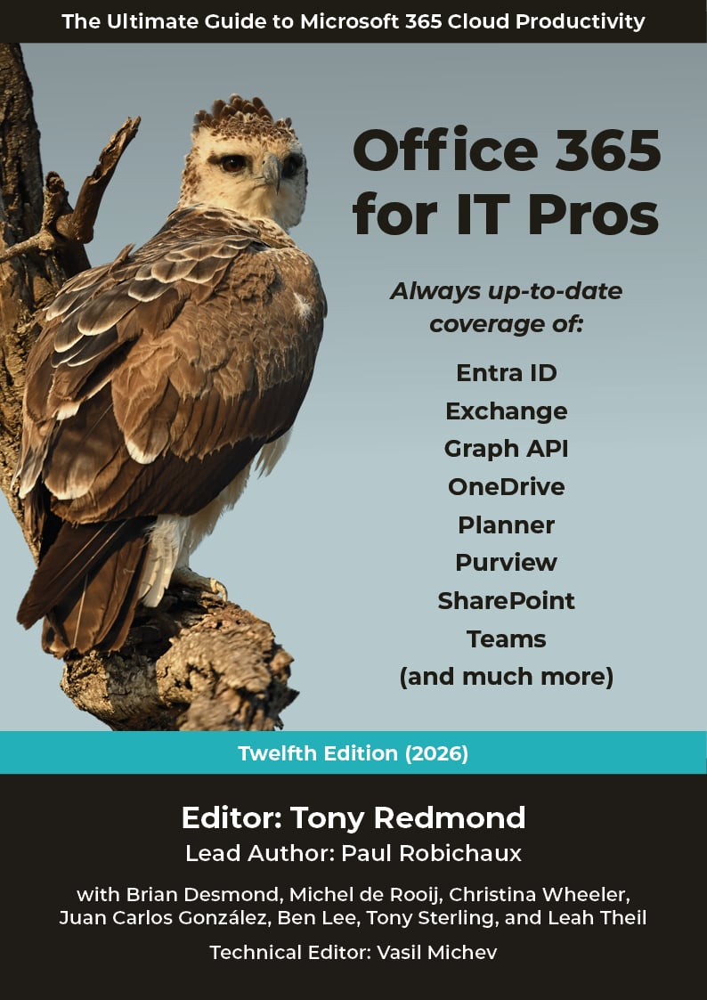 The Ultimate Guide to Microsoft 365 Cloud Productivity
Office 365
for IT Pros
Always up-to-date
coverage of:
Entra ID
Exchange
Graph API
OneDrive
Planner
Purview
SharePoint
Teams
(and much more)
Twelfth Edition (2026)
Editor: Tony Redmond
Lead Author: Paul Robichaux
with Brian Desmond, Michel de Rooij, Christina Wheeler,
Juan Carlos González, Ben Lee, Tony Sterling, and Leah Theil
Technical Editor: Vasil Michev